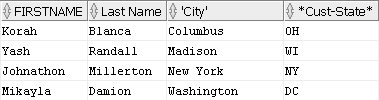 FIRSTNAME Last Name 'City' *Cust-State*
Korah Blanca Columbus OH
Yash Randall Madison WI
Johnathon Millerton New York NY
Mikayla Damion Washington DC